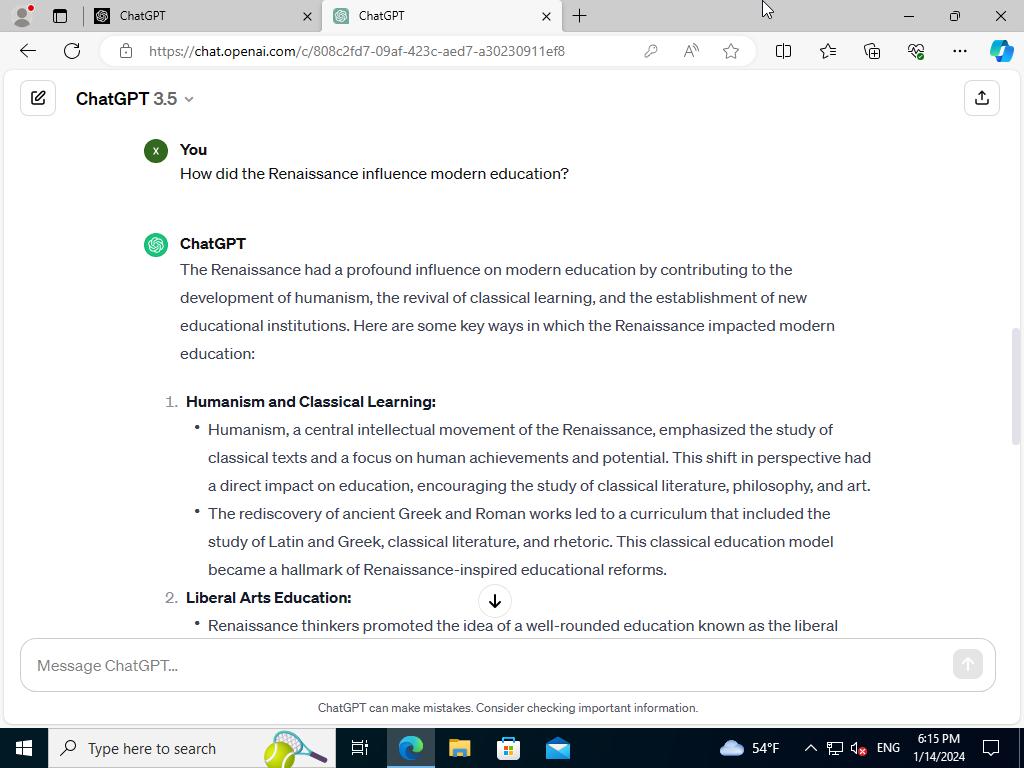 ChatGPT
ChatGPT
https://chat.openai.com/c/808c2fd7-09af-423c-aed7-a30230911ef8
ChatGPT 3.5
X
You
How did the Renaissance influence modern education?
ChatGPT
The Renaissance had a profound influence on modern education by contributing to the
development of humanism, the revival of classical learning, and the establishment of new
educational institutions. Here are some key ways in which the Renaissance impacted modern
education:
1. Humanism and Classical Learning:
• Humanism, a central intellectual movement of the Renaissance, emphasized the study of
classical texts and a focus on human achievements and potential. This shift in perspective had
a direct impact on education, encouraging the study of classical literature, philosophy, and art.
• The rediscovery of ancient Greek and Roman works led to a curriculum that included the
study of Latin and Greek, classical literature, and rhetoric. This classical education model
became a hallmark of Renaissance-inspired educational reforms.
2. Liberal Arts Education:
• Renaissance thinkers promoted the idea of a well-rounded education known as the liberal
Message ChatGPT...
ChatGPT can make mistakes. Consider checking important information.
Type here to search
54°F
ENG
6:15 PM
1/14/2024